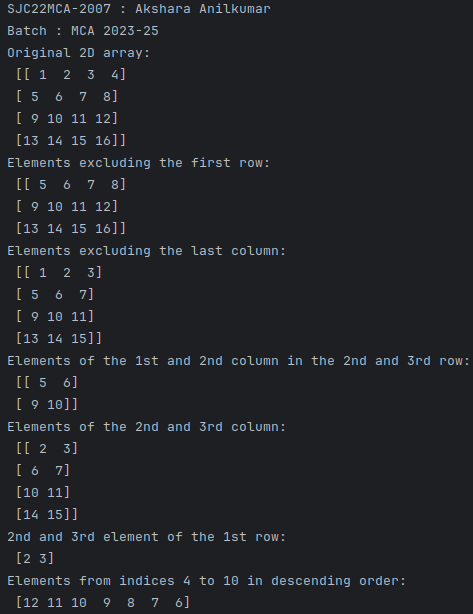 SJC22MCA-2007 : Akshara Anilkumar
Batch : MCA 2023-25
Original 2D array:
 [[ 1  2  3  4]
 [ 5  6  7  8]
 [ 9 10 11 12]
 [13 14 15 16]]
Elements excluding the first row:
 [[ 5  6  7  8]
 [ 9 10 11 12]
 [13 14 15 16]]
Elements excluding the last column:
 [[ 1  2  3]
 [ 5  6  7]
 [ 9 10 11]
 [13 14 15]]
Elements of the 1st and 2nd column in the 2nd and 3rd row:
 [[ 5  6]
 [ 9 10]]
Elements of the 2nd and 3rd column:
 [[ 2  3]
 [ 6  7]
 [10 11]
 [14 15]]
2nd and 3rd element of the 1st row:
 [2 3]
Elements from indices 4 to 10 in descending order:
 [12 11 10  9  8  7  6]